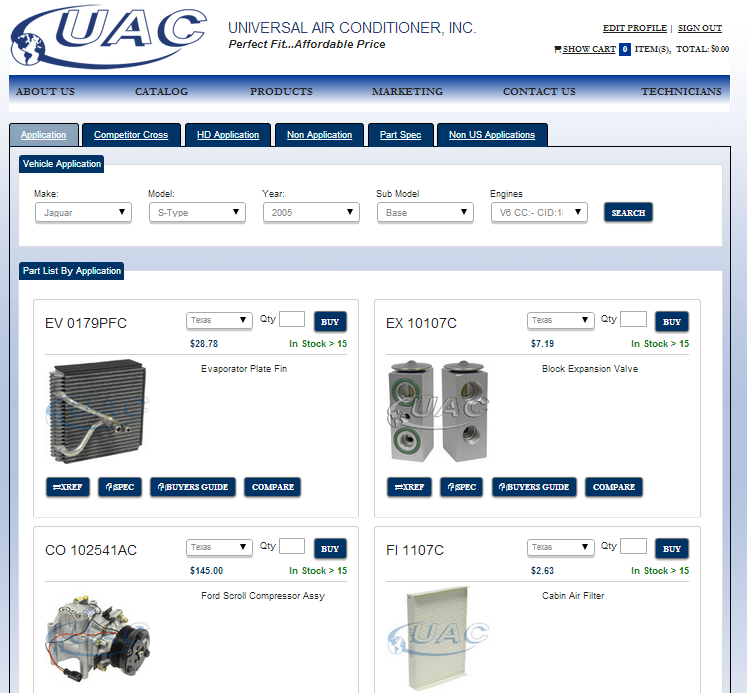 UAC
UNIVERSAL AIR CONDITIONER, INC.
Perfect Fit...Affordable Price
EDIT PROFILE | SIGN OUT
SHOW CART 0 ITEM(S), TOTAL: $0.00
ABOUT US CATALOG PRODUCTS MARKETING CONTACT US TECHNICIANS
Application Competitor Cross HD Application Non Application Part Spec Non US Applications
Vehicle Application
Make: Model: Year: Sub Model Engines
Jaguar S-Type 2005 Base V6 CC:- CID: SEARCH
Part List By Application
EV 0179PFC Texas Qty BUY
$28.78 In Stock > 15
Evaporator Plate Fin
UAC
XREF SPEC BUYERS GUIDE COMPARE
EX 10107C Texas Qty BUY
$7.19 In Stock > 15
Block Expansion Valve
UAC
XREF SPEC BUYERS GUIDE COMPARE
CO 102541AC Texas Qty BUY
$145.00 In Stock > 15
Ford Scroll Compressor Assy
UAC
FI 1107C Texas Qty BUY
$2.63 In Stock > 15
Cabin Air Filter
UAC